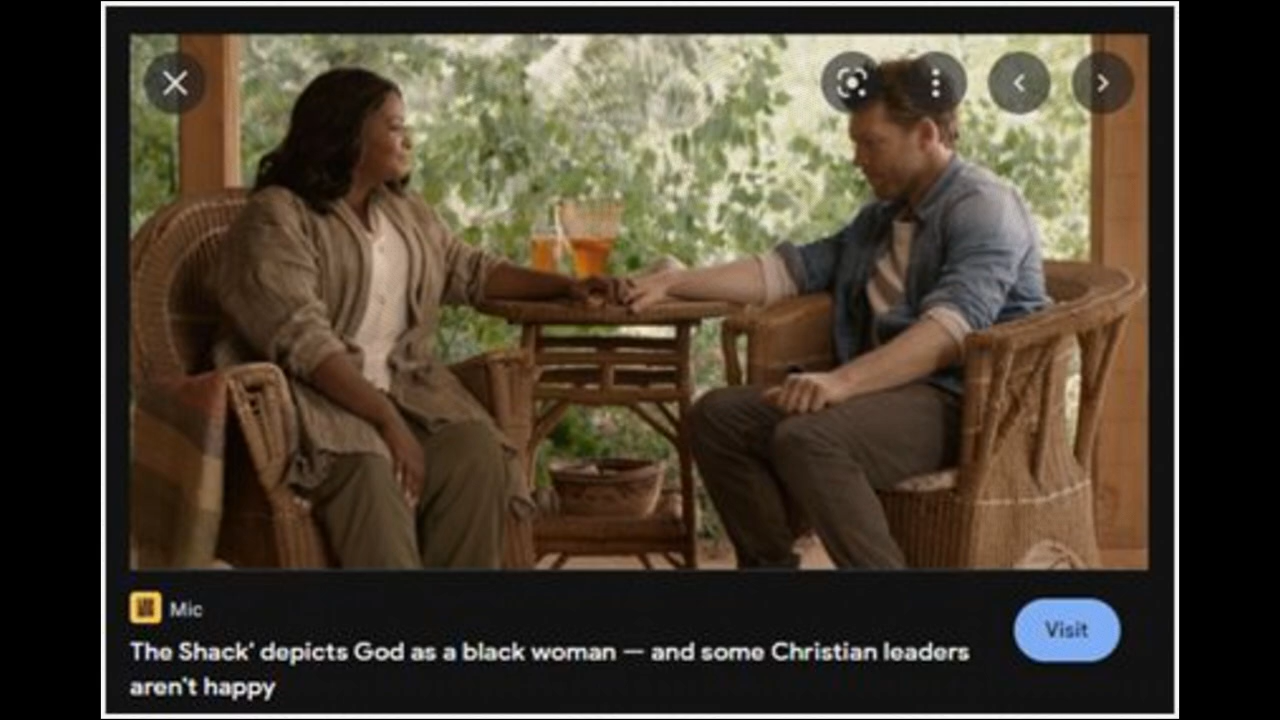 Mic
Visit
The Shack' depicts God as a black woman — and some Christian leaders
aren't happy